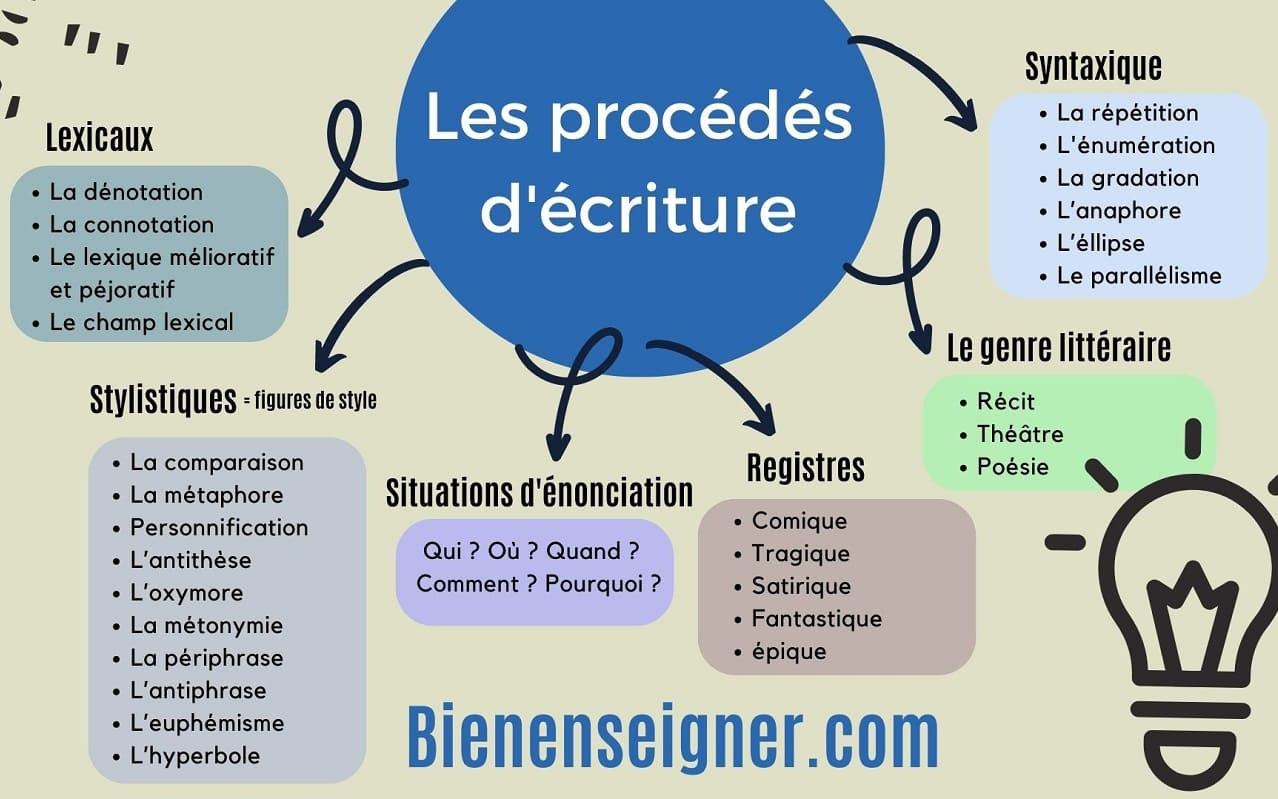 Les procédés
d'écriture
Lexicaux
• La dénotation
• La connotation
• Le lexique mélioratif
et péjoratif
• Le champ lexical
Stylistiques = figures de style
• La comparaison
• La métaphore
• Personnification
• L’antithèse
• L’oxymore
• La métonymie
• La périphrase
• L’antiphrase
• L’euphémisme
• L’hyperbole
Situations d'énonciation
Qui ? Où ? Quand ?
Comment ? Pourquoi ?
Registres
• Comique
• Tragique
• Satirique
• Fantastique
• épique
Le genre littéraire
• Récit
• Théâtre
• Poésie
Syntaxique
• La répétition
• L'énumération
• La gradation
• L’anaphore
• L’éllipse
• Le parallélisme
Bienenseigner.com